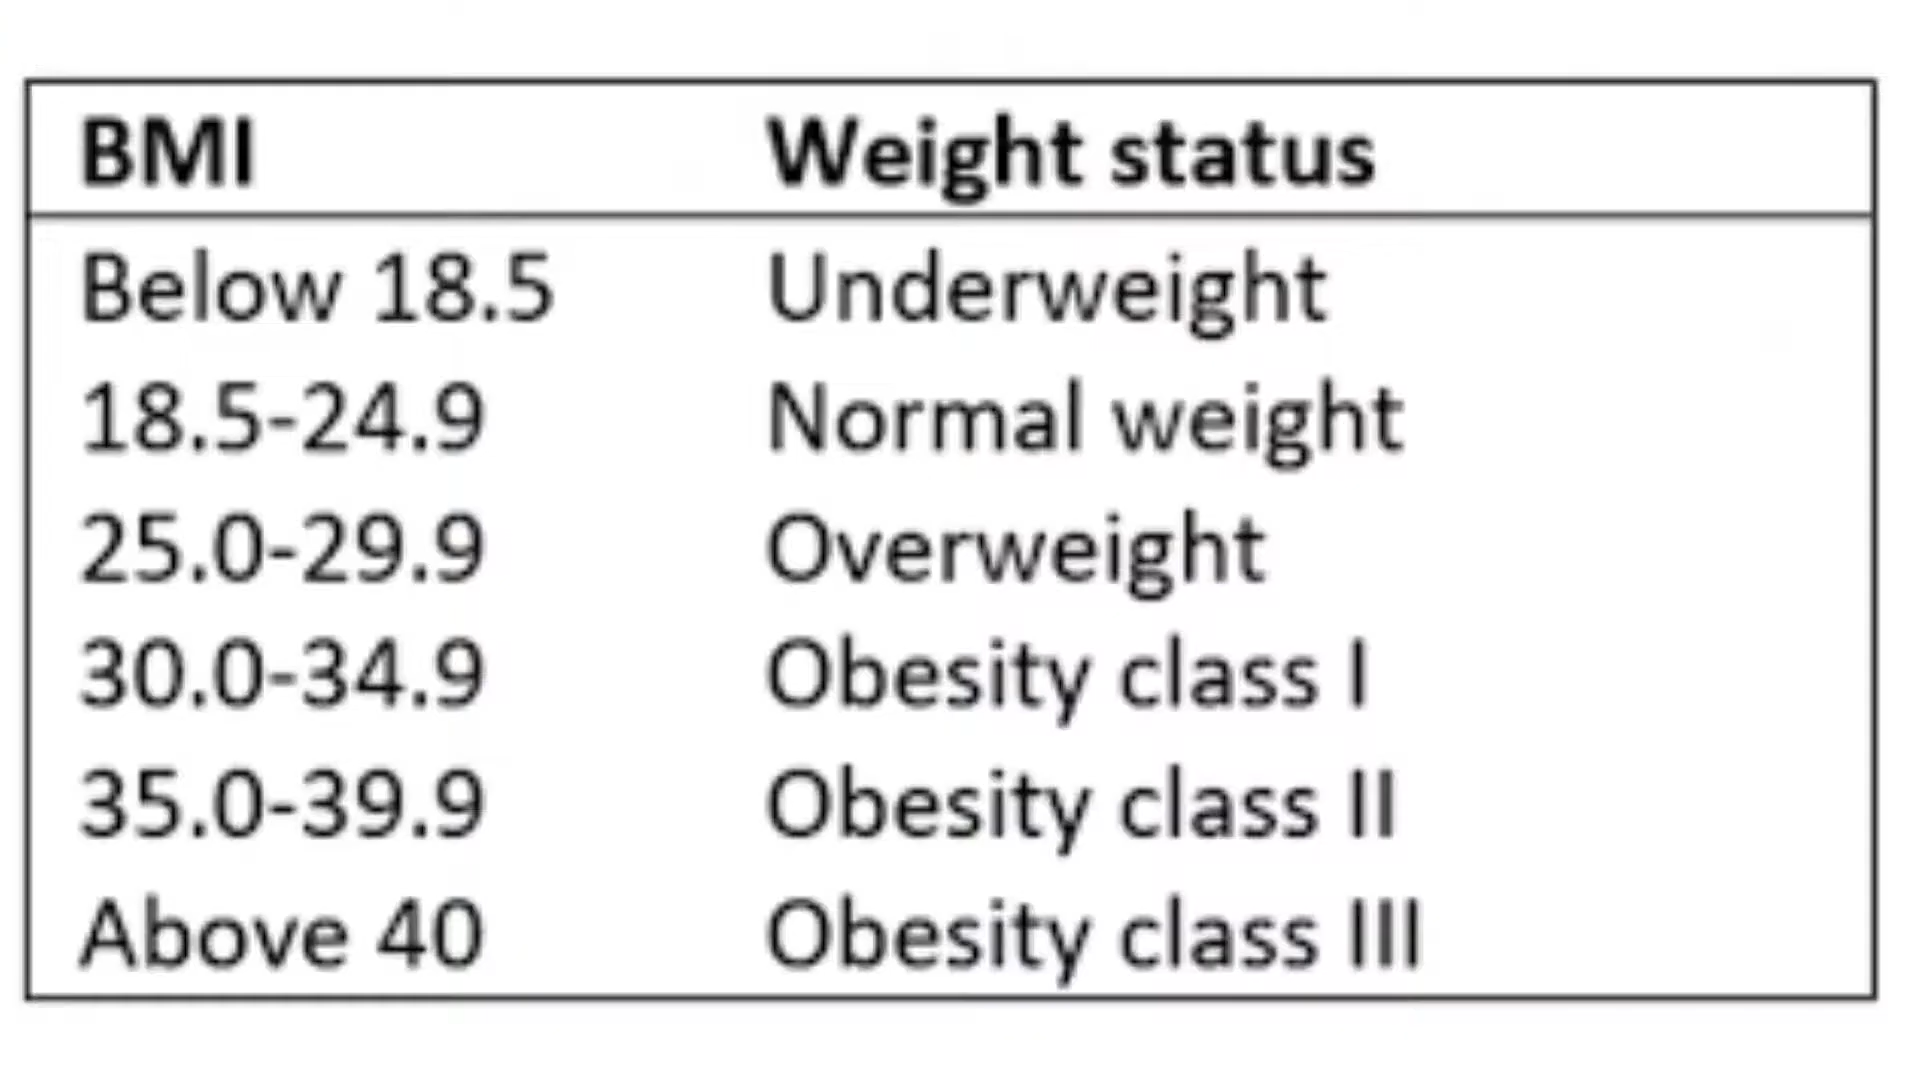 BMI Weight status
Below 18.5 Underweight
18.5-24.9 Normal weight
25.0-29.9 Overweight
30.0-34.9 Obesity class I
35.0-39.9 Obesity class II
Above 40 Obesity class III